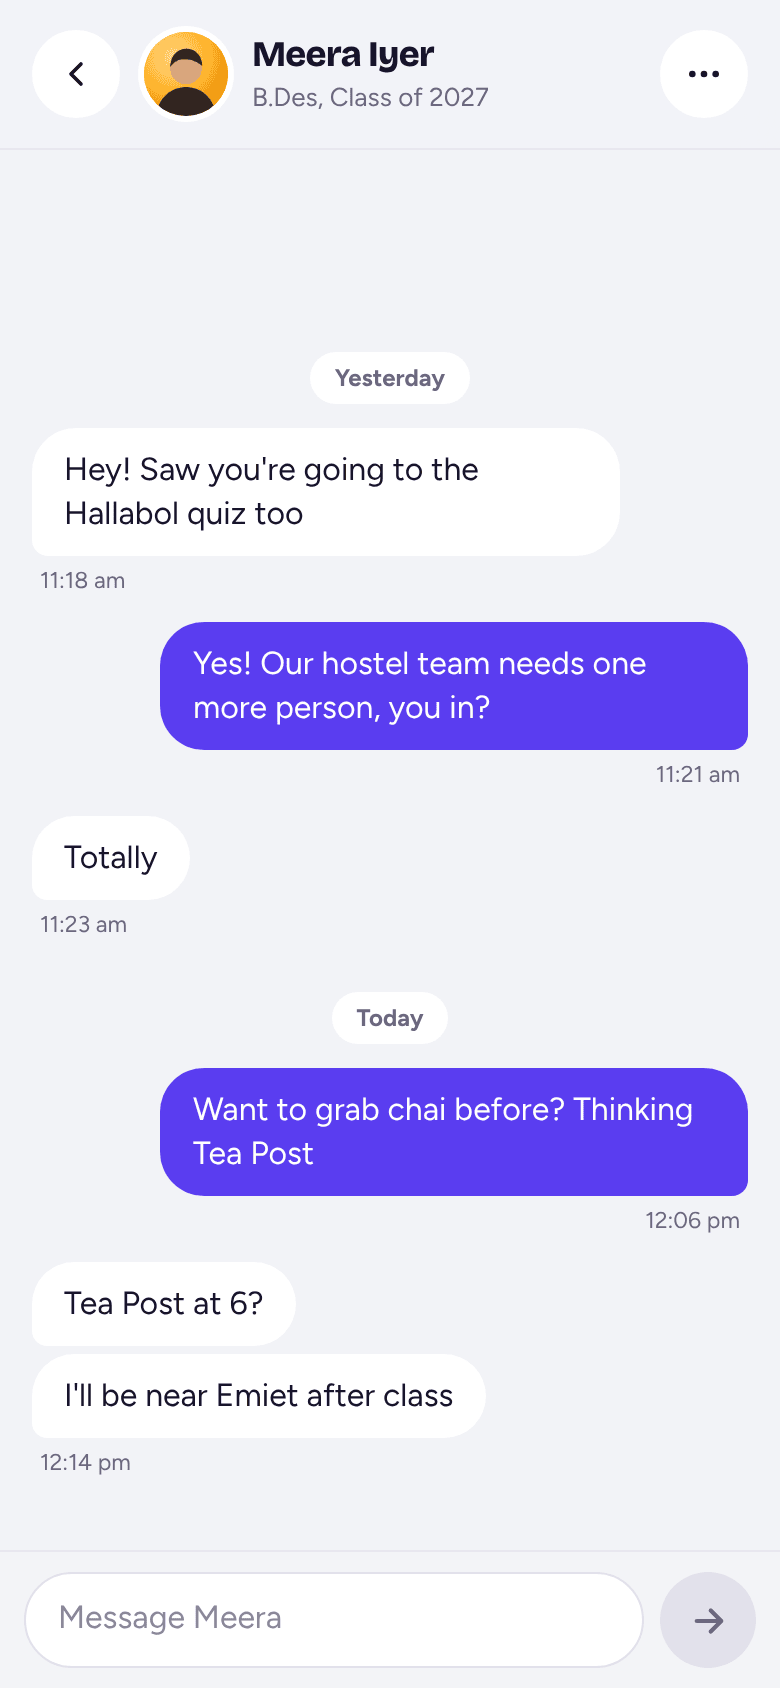 Meera Iyer
B.Des, Class of 2027
Yesterday
Hey! Saw you're going to the
Hallabol quiz too
11:18 am
Yes! Our hostel team needs one
more person, you in?
11:21 am
Totally
11:23 am
Today
Want to grab chai before? Thinking
Tea Post
12:06 pm
Tea Post at 6?
I'll be near Emiet after class
12:14 pm
Message Meera